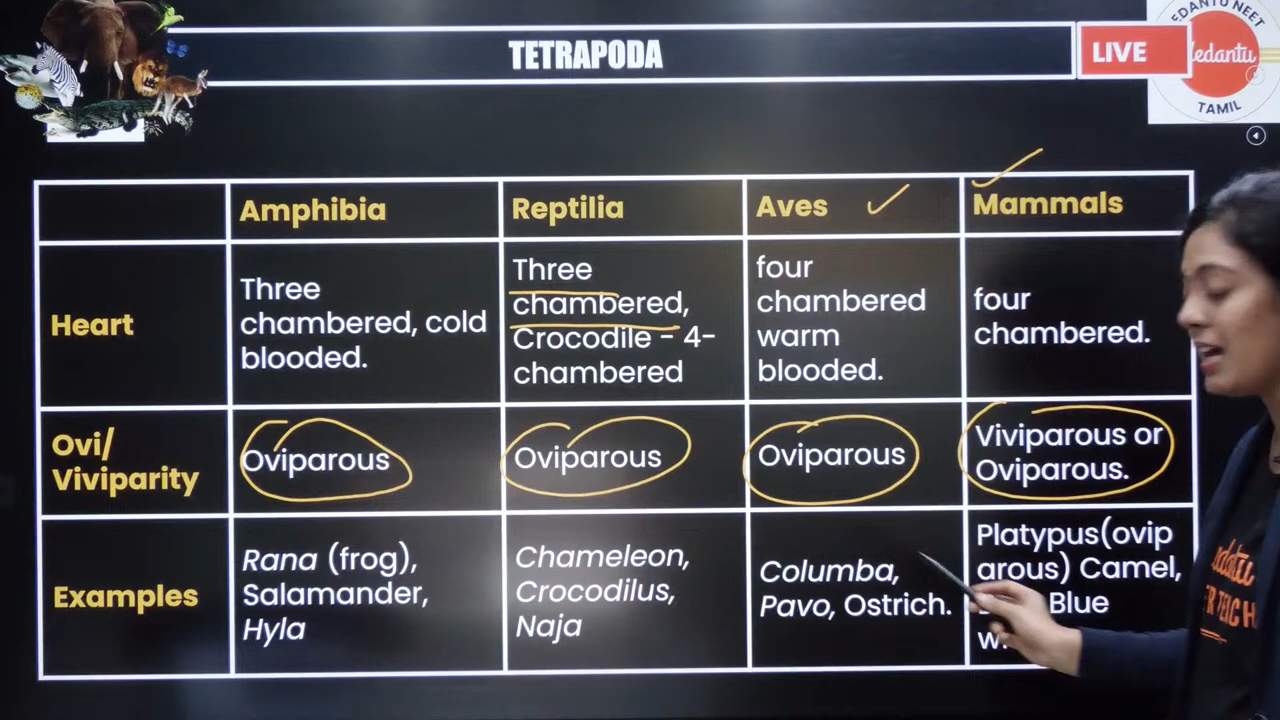 TETRAPODA
LIVE
VEDANTU NEET
Vedantu
TAMIL
Amphibia
Reptilia
Aves
Mammals
Heart
Three
chambered, cold
blooded.
Three
chambered,
Crocodile - 4-
chambered
four
chambered
warm
blooded.
four
chambered.
Ovi/
Viviparity
Oviparous
Oviparous
Oviparous
Viviparous or
Oviparous.
Examples
Rana (frog),
Salamander,
Hyla
Chameleon,
Crocodilus,
Naja
Columba,
Pavo, Ostrich.
Platypus(ovip
arous) Camel,
Blue